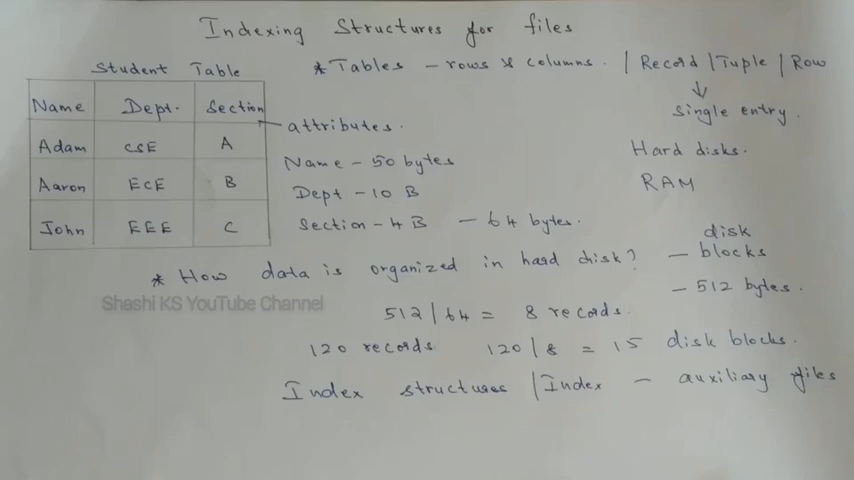 Indexing Structures for files
Student Table
* Tables - rows & columns. | Record | Tuple | Row
Name Dept. Section
Adam CSE A
Aaron ECE B
John EEE C
attributes.
single entry.
Name - 50 bytes
Hard disks.
Dept - 10 B
RAM
Section - 4 B - 64 bytes.
* How data is organized in hard disk? - disk blocks
- 512 bytes.
Shashi KS YouTube Channel
512 / 64 = 8 records.
120 records 120 / 8 = 15 disk blocks.
Index structures | Index - auxiliary files